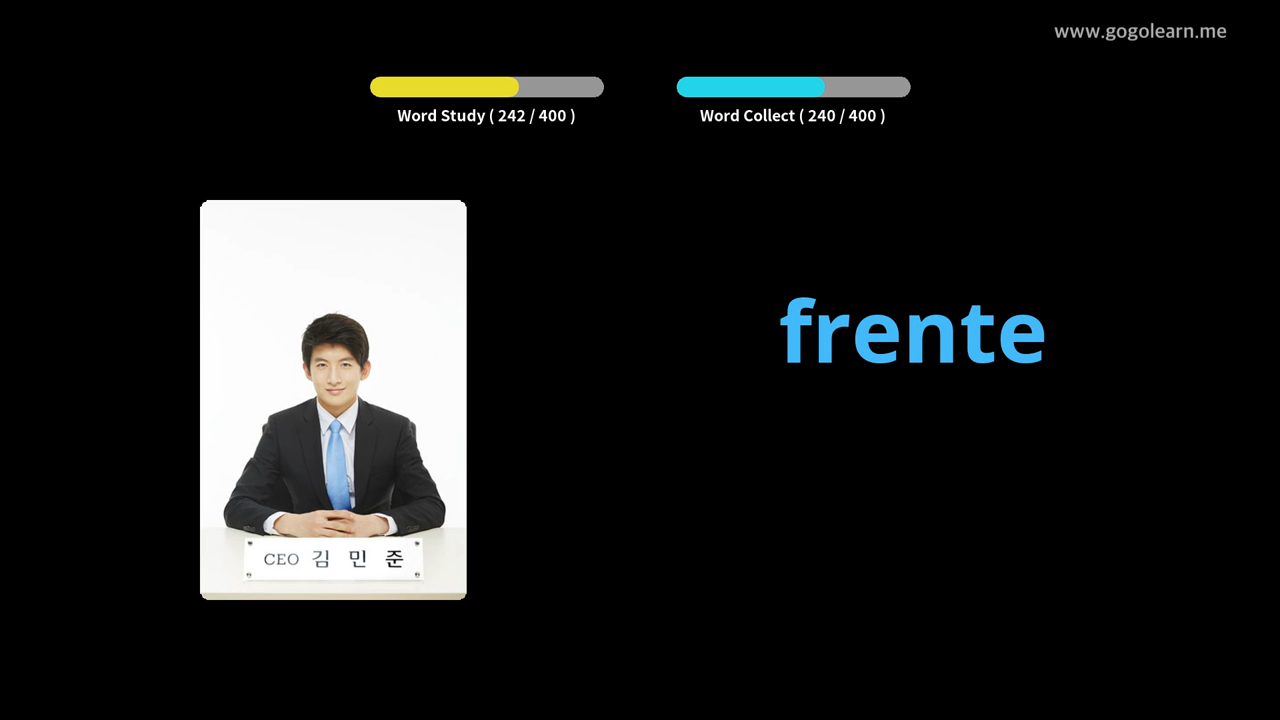 www.gogolearn.me
Word Study ( 242 / 400 )
Word Collect ( 240 / 400 )
frente
CEO 김 민 준